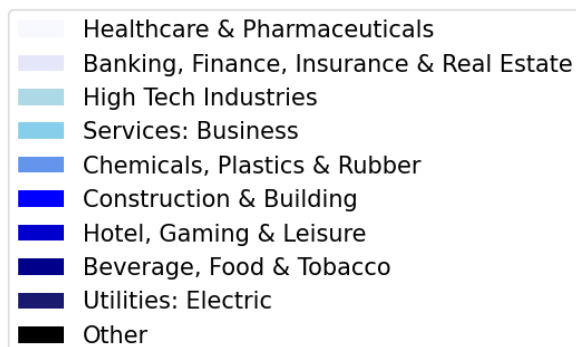 Healthcare & Pharmaceuticals
Banking, Finance, Insurance & Real Estate
High Tech Industries
Services: Business
Chemicals, Plastics & Rubber
Construction & Building
Hotel, Gaming & Leisure
Beverage, Food & Tobacco
Utilities: Electric
Other